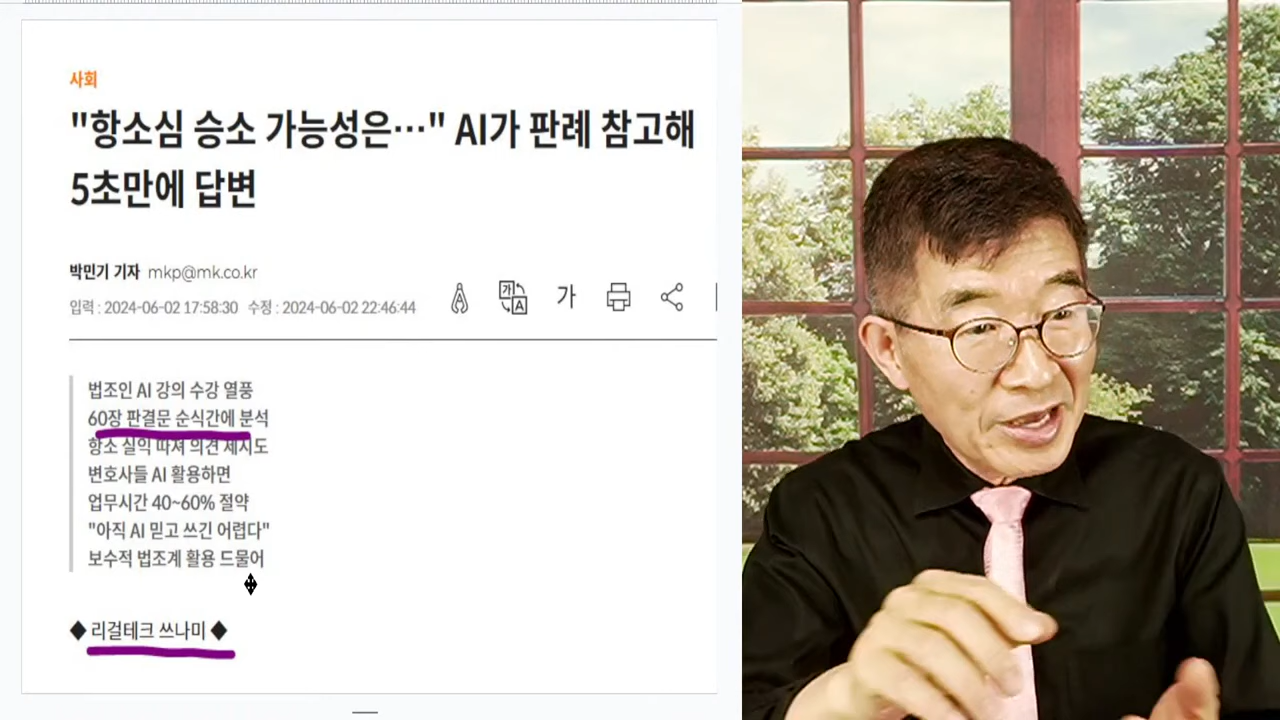 사회
"항소심 승소 가능성은…" AI가 판례 참고해
5초만에 답변
박민기 기자 mkp@mk.co.kr
입력 : 2024-06-02 17:58:30 수정 : 2024-06-02 22:46:44
가 A
가
법조인 AI 강의 수강 열풍
60장 판결문 순식간에 분석
항소 실익 따져 의견 제시도
변호사들 AI 활용하면
업무시간 40~60% 절약
"아직 AI 믿고 쓰긴 어렵다"
보수적 법조계 활용 드물어
◆ 리걸테크 쓰나미 ◆